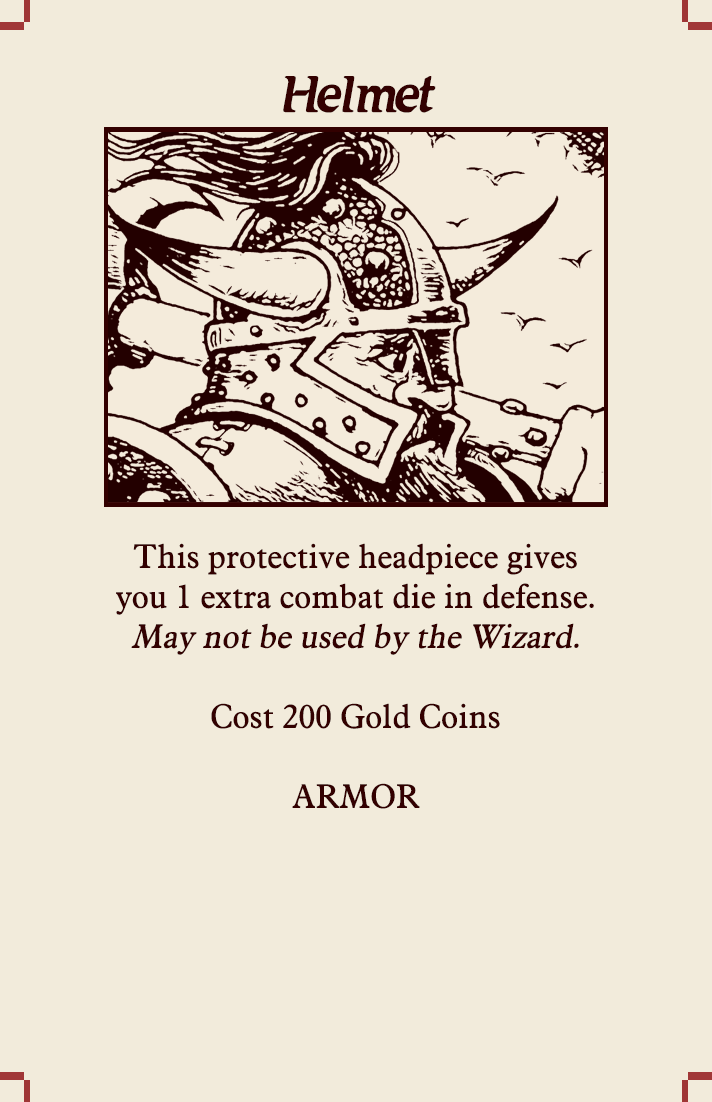 Helmet
This protective headpiece gives
you 1 extra combat die in defense.
May not be used by the Wizard.
Cost 200 Gold Coins
ARMOR